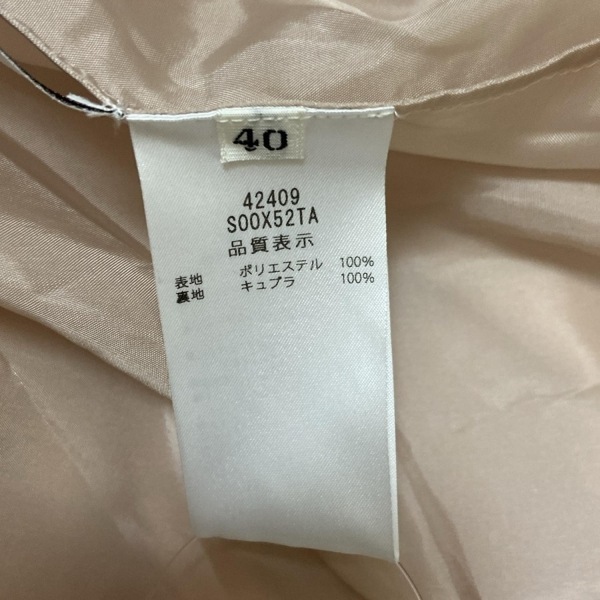 40
42409
S00X52TA
品質表示
表地 ポリエステル 100%
裏地 キュプラ 100%